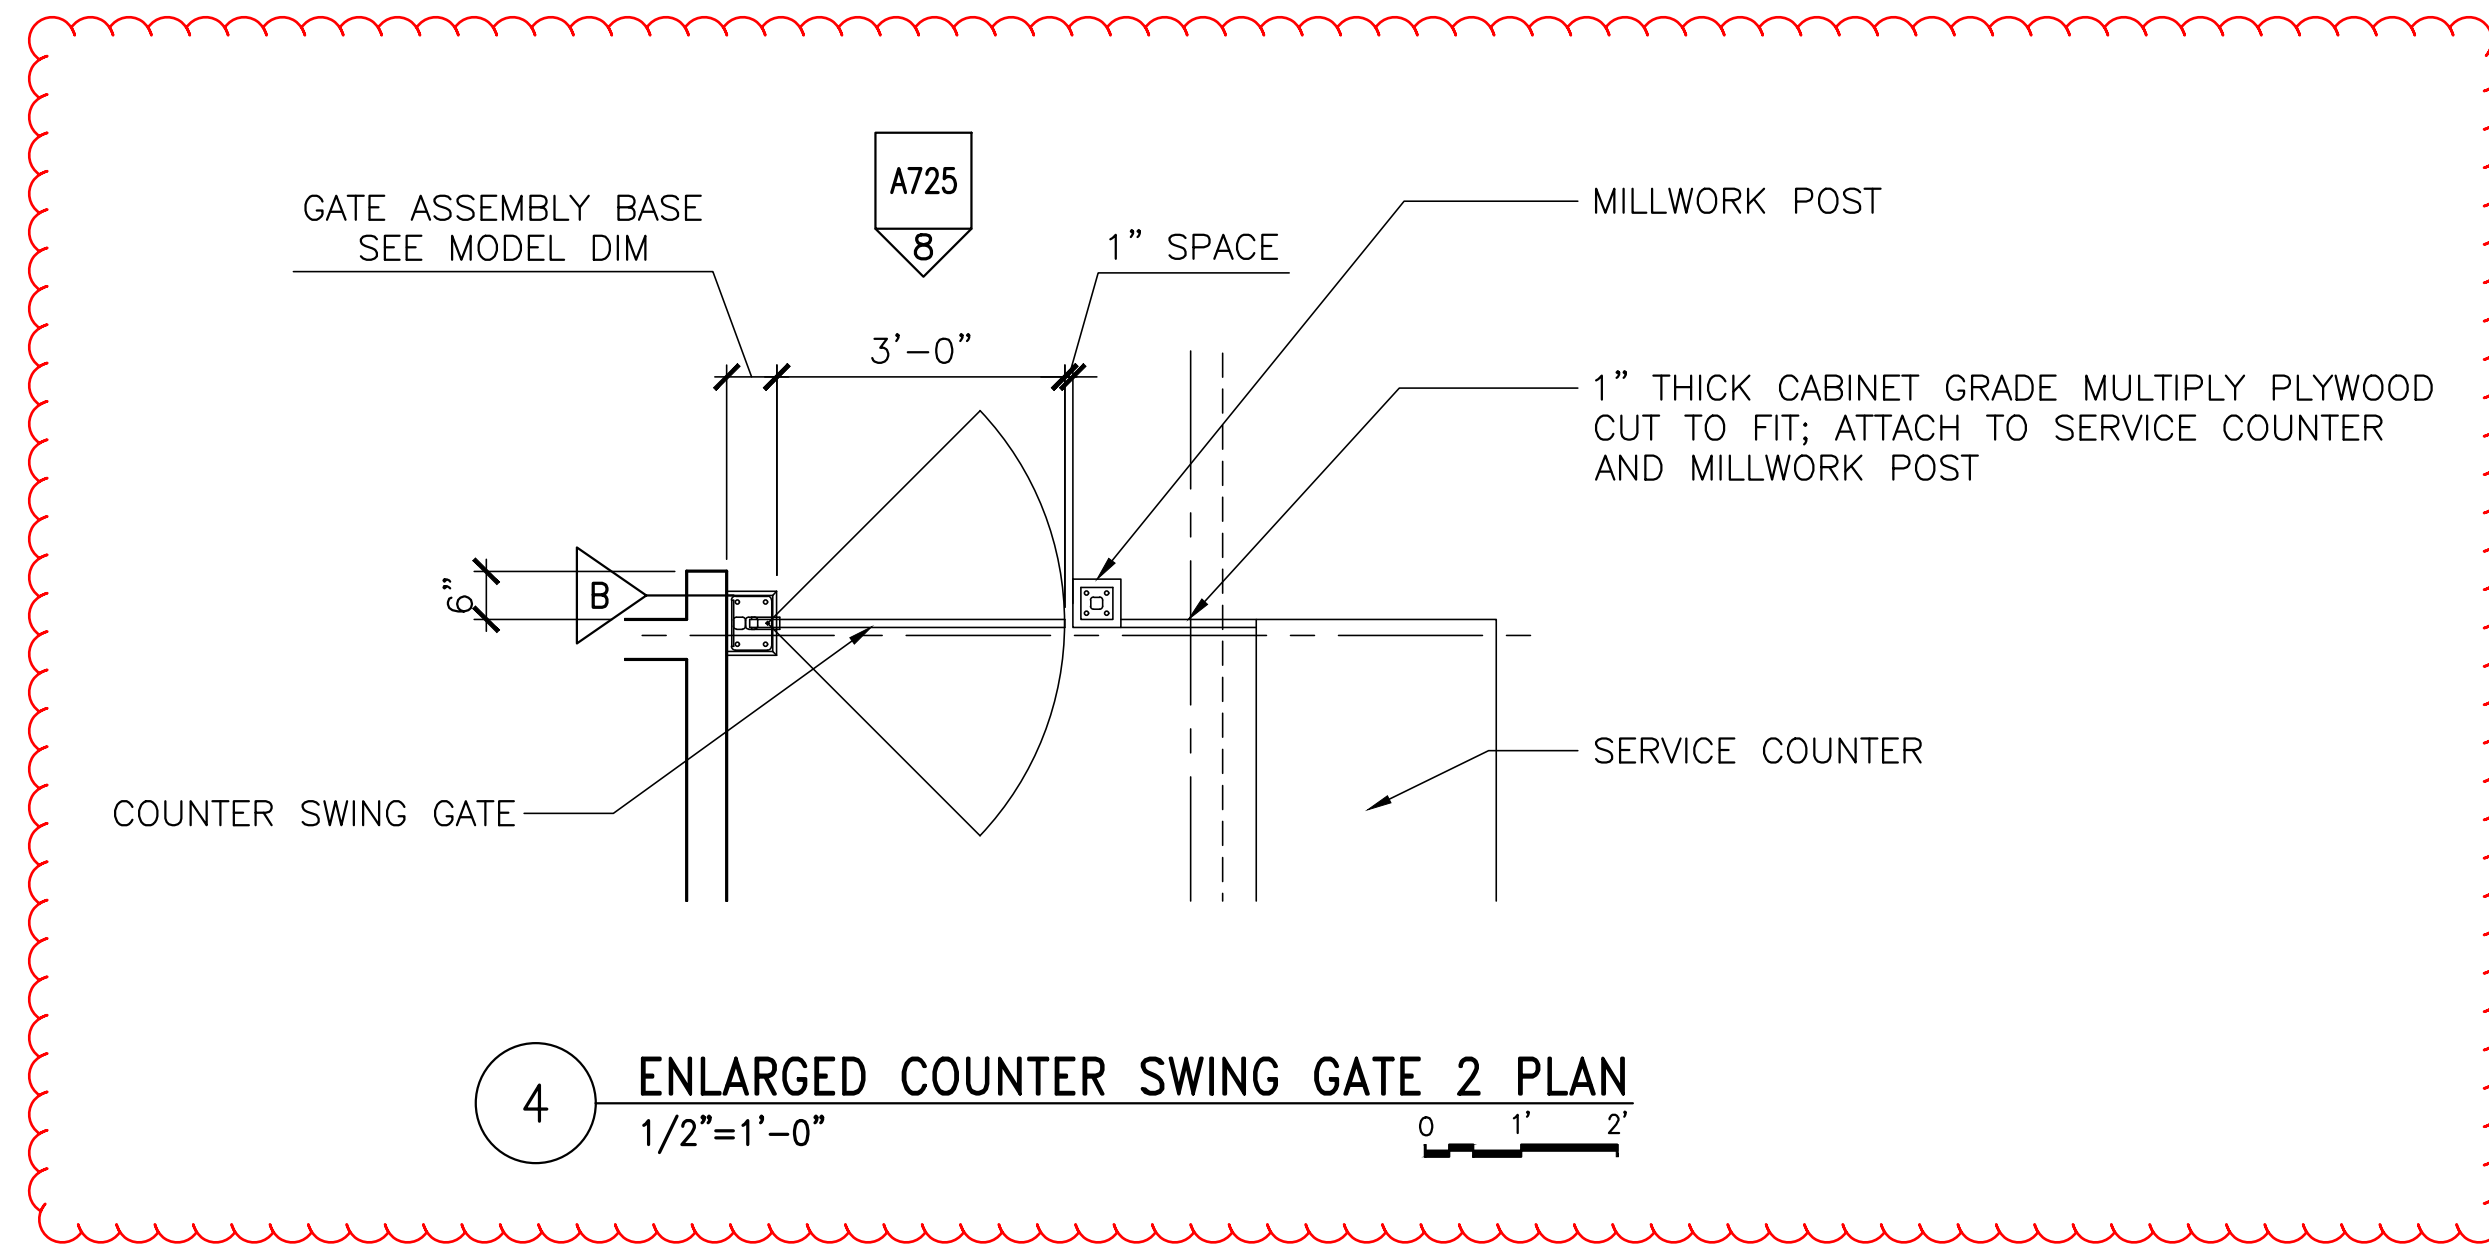 A725
8
GATE ASSEMBLY BASE
SEE MODEL DIM
1” SPACE
MILLWORK POST
3’-0”
1” THICK CABINET GRADE MULTIPLY PLYWOOD
CUT TO FIT; ATTACH TO SERVICE COUNTER
AND MILLWORK POST
6”
B
SERVICE COUNTER
COUNTER SWING GATE
4
ENLARGED COUNTER SWING GATE 2 PLAN
1/2”=1’-0”
0 1’ 2’